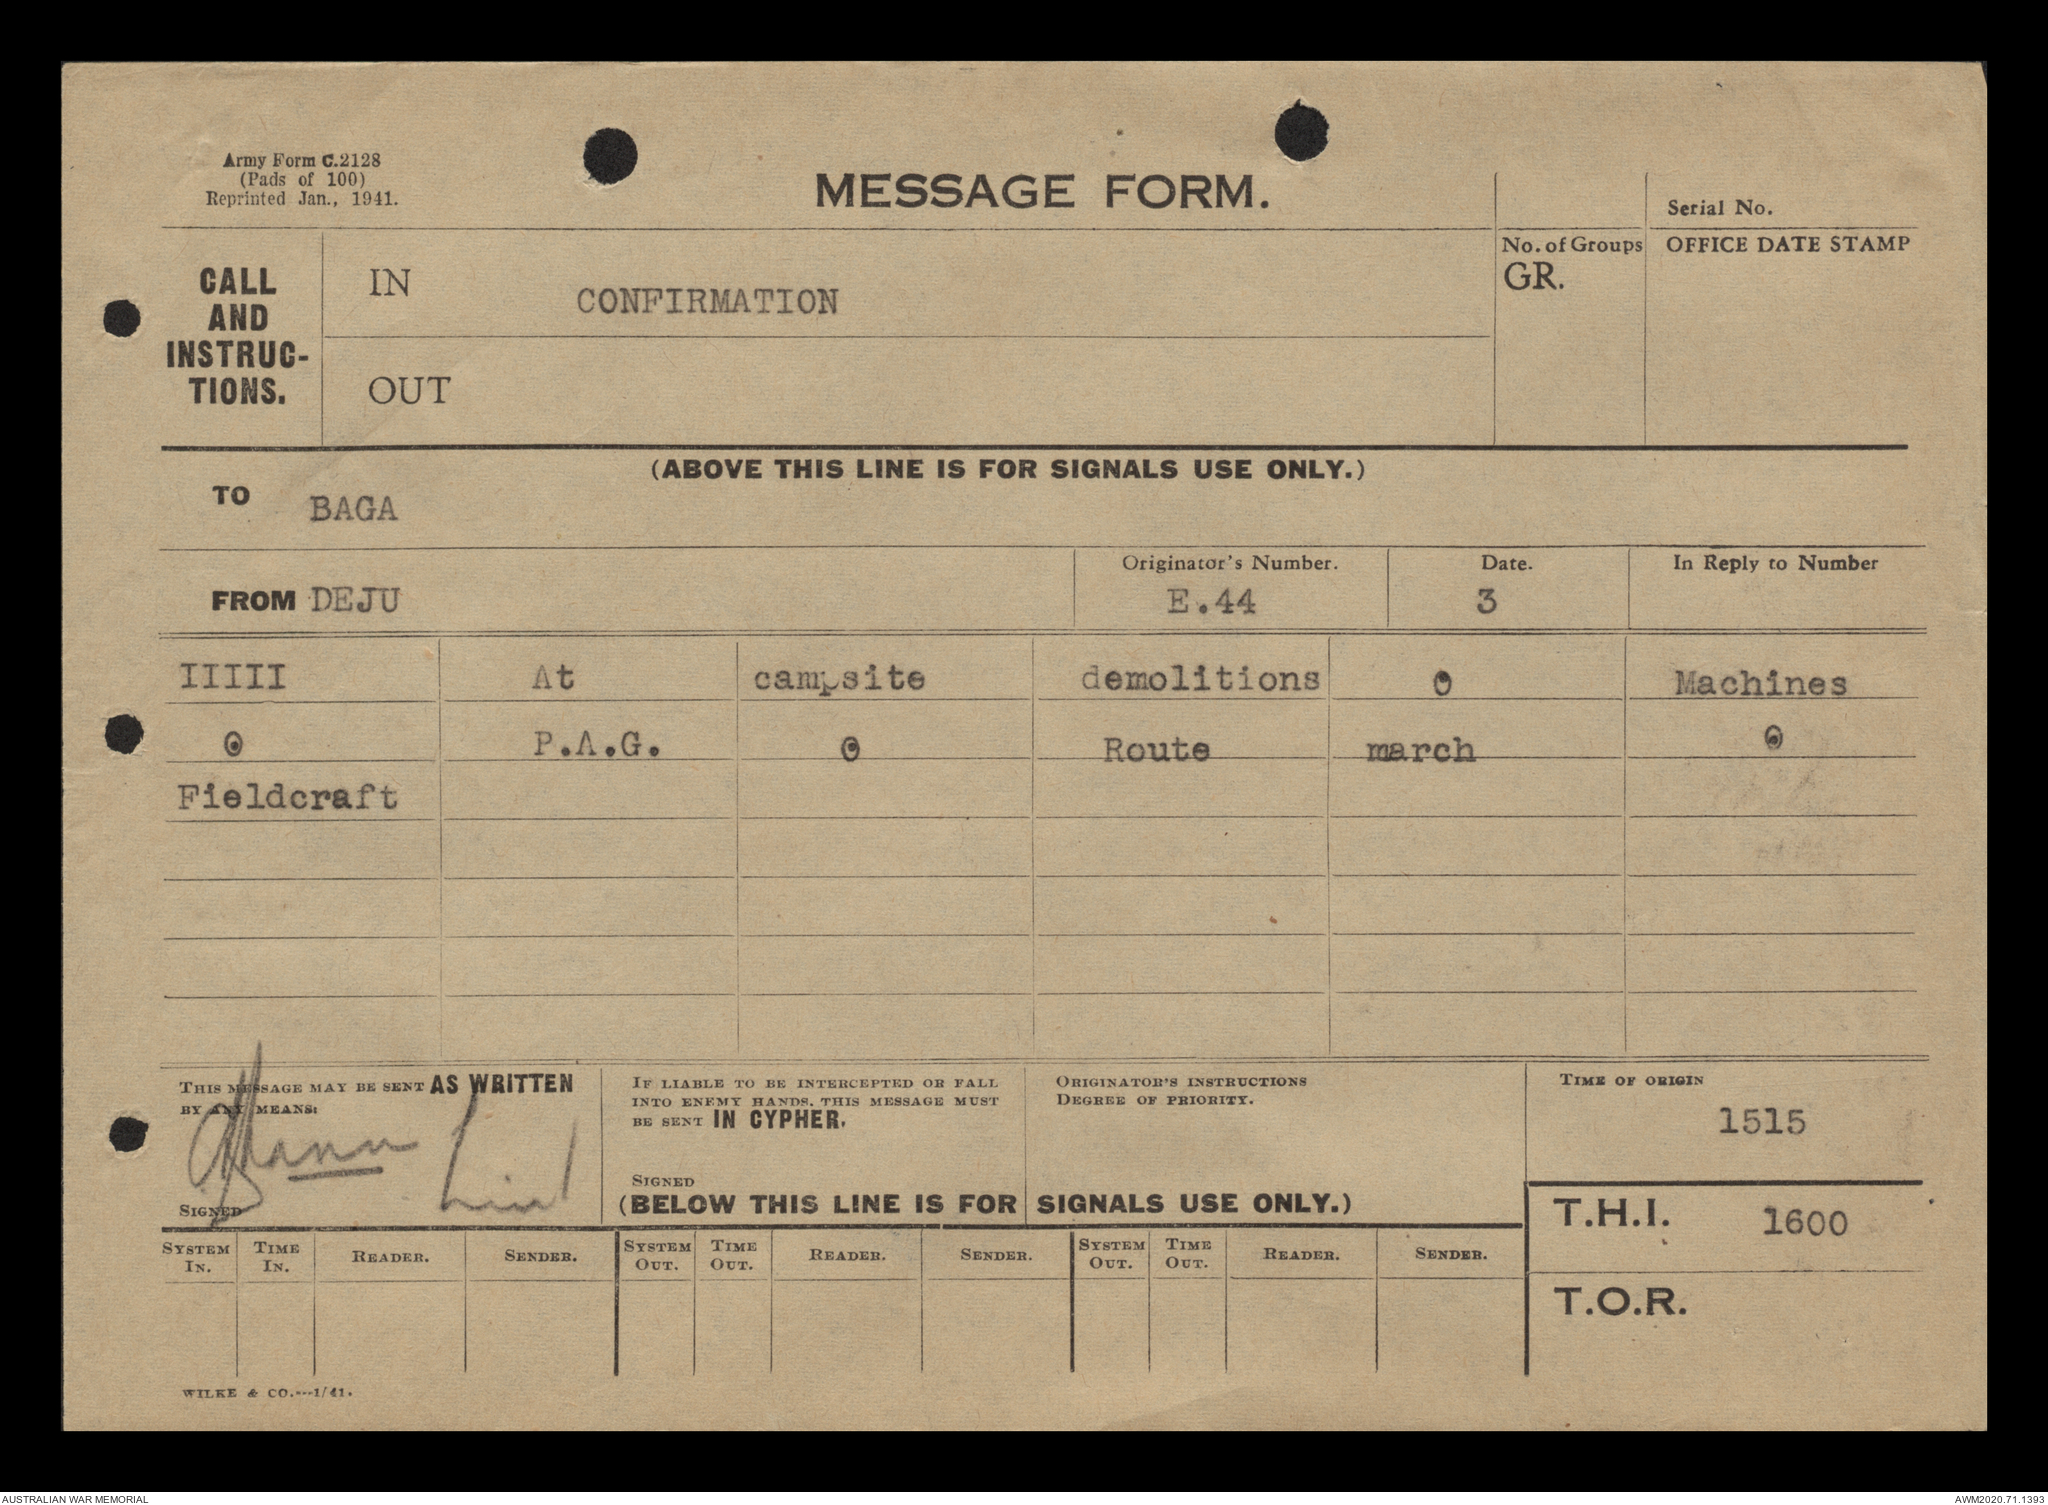 Army Form C.2128
(Pads of 100)
Reprinted Jan., 1941.
MESSAGE FORM.
Serial No.
CALL AND INSTRUC-TIONS.
IN CONFIRMATION
OUT
No. of Groups
GR.
OFFICE DATE STAMP
(ABOVE THIS LINE IS FOR SIGNALS USE ONLY.)
TO BAGA
FROM DEJU
Originator's Number.
E.44
Date.
3
In Reply to Number
IIIII At campsite demolitions o Machines
o P.A.G. o Route march o
Fieldcraft
THIS MESSAGE MAY BE SENT AS WRITTEN
BY ANY MEANS:
SIGNED
IF LIABLE TO BE INTERCEPTED OR FALL
INTO ENEMY HANDS, THIS MESSAGE MUST
BE SENT IN CYPHER.
SIGNED
ORIGINATOR'S INSTRUCTIONS
DEGREE OF PRIORITY.
TIME OF ORIGIN
1515
(BELOW THIS LINE IS FOR SIGNALS USE ONLY.)
T.H.I. 1600
T.O.R.
SYSTEM IN. TIME IN. READER. SENDER. SYSTEM OUT. TIME OUT. READER. SENDER. SYSTEM OUT. TIME OUT. READER. SENDER.
WILKE & CO.---1/41.
AUSTRALIAN WAR MEMORIAL
AWM2020.71.1393